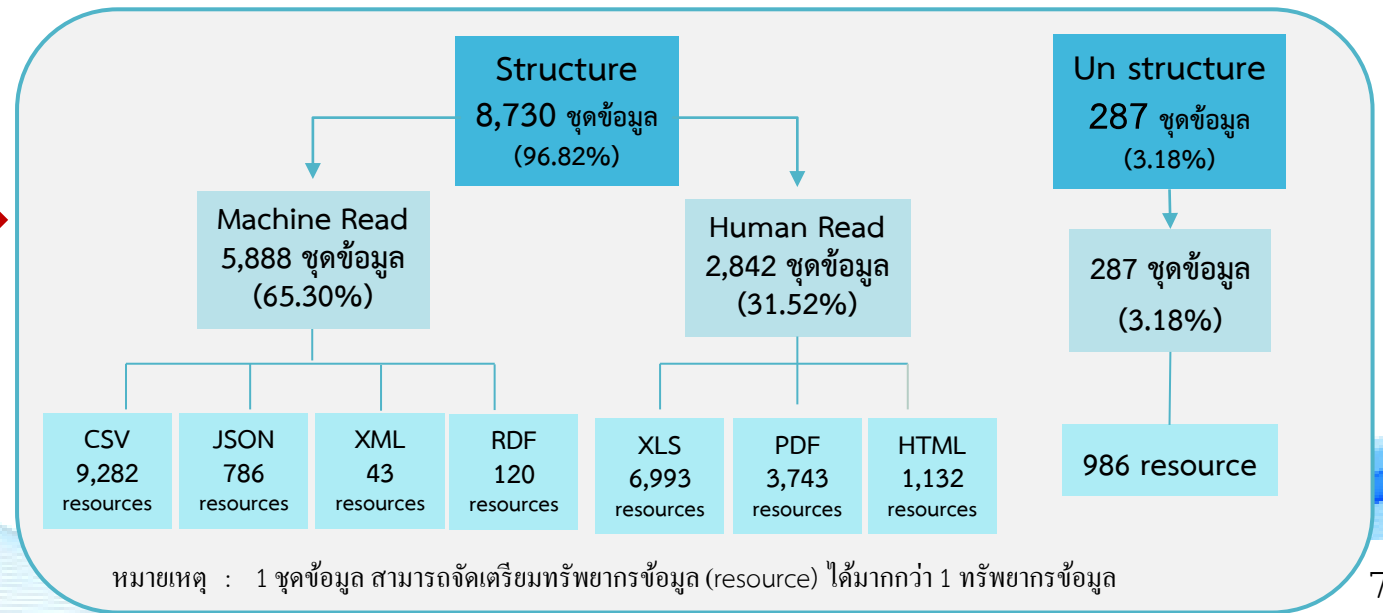 Structure
8,730 ชุดข้อมูล
(96.82%)
Un structure
287 ชุดข้อมูล
(3.18%)
Machine Read
5,888 ชุดข้อมูล
(65.30%)
Human Read
2,842 ชุดข้อมูล
(31.52%)
287 ชุดข้อมูล
(3.18%)
CSV
9,282
resources
JSON
786
resources
XML
43
resources
RDF
120
resources
XLS
6,993
resources
PDF
3,743
resources
HTML
1,132
resources
986 resource
หมายเหตุ : 1 ชุดข้อมูล สามารถจัดเตรียมทรัพยากรข้อมูล (resource) ได้มากกว่า 1 ทรัพยากรข้อมูล
7